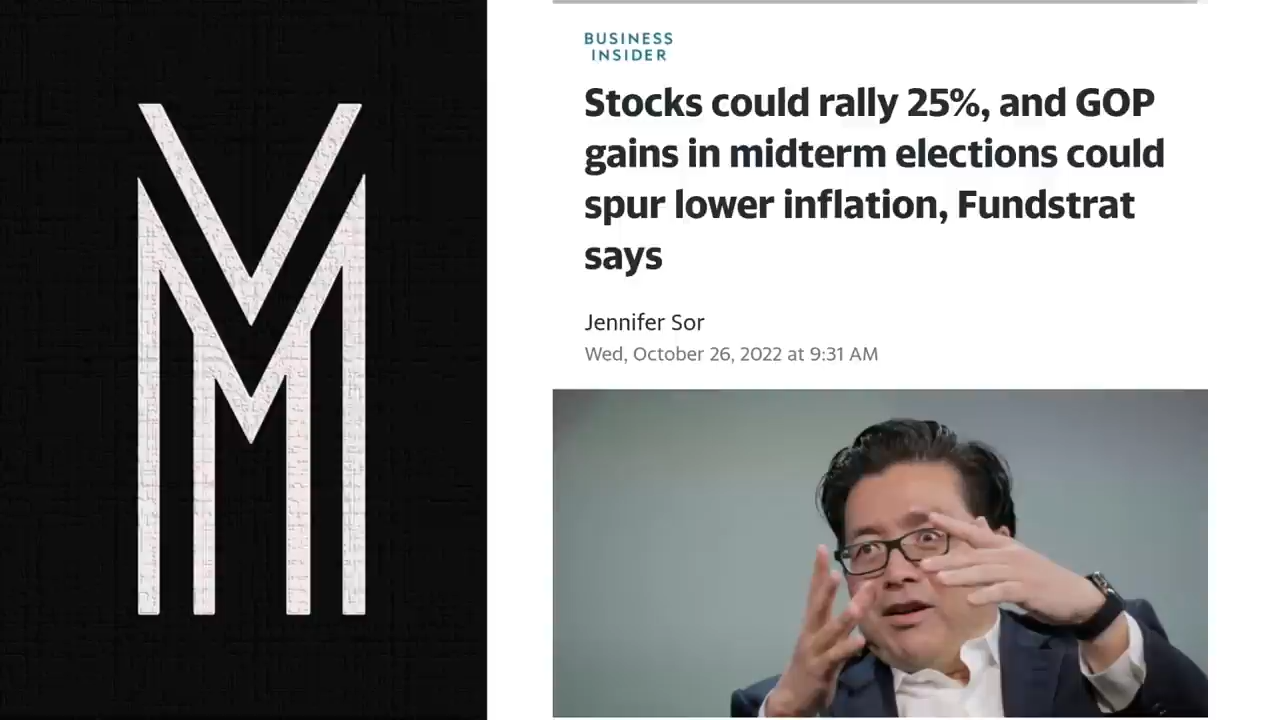 BUSINESS
INSIDER
Stocks could rally 25%, and GOP
gains in midterm elections could
spur lower inflation, Fundstrat
says
Jennifer Sor
Wed, October 26, 2022 at 9:31 AM